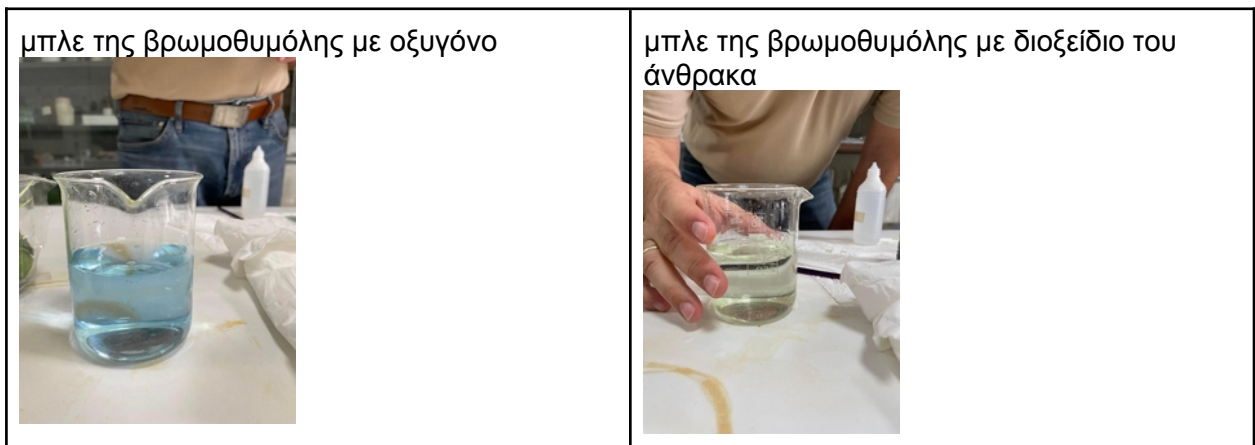 μπλε της βρωμοθυμόλης με οξυγόνο
μπλε της βρωμοθυμόλης με διοξείδιο του
άνθρακα